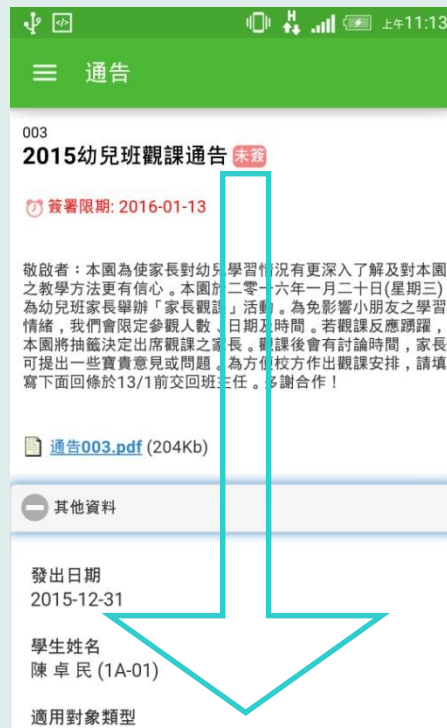 H
上午11:13
通告
003
2015幼兒班觀課通告 未簽
簽署限期: 2016-01-13
敬啟者：本園為使家長對幼兒學習情況有更深入了解及對本園
之教學方法更有信心。本園於二零一六年一月二十日(星期三)
為幼兒班家長舉辦「家長觀課」活動。為免影響小朋友之學習
情緒，我們會限定參觀人數、日期及時間。若觀課反應踴躍，
本園將抽籤決定出席觀課之家長。觀課後會有討論時間，家長
可提出一些寶貴意見或問題。為方便校方作出觀課安排，請填
寫下面回條於13/1前交回班主任。多謝合作！
通告003.pdf (204Kb)
其他資料
發出日期
2015-12-31
學生姓名
陳 卓 民 (1A-01)
適用對象類型